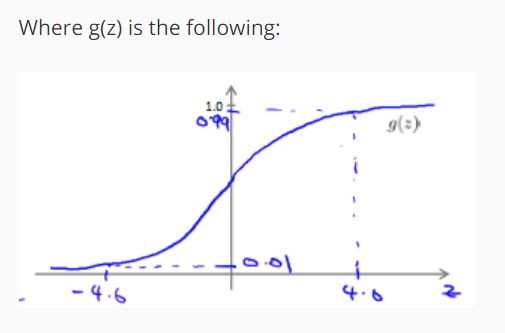 Where g(z) is the following:
1.0
0.99
g(z)
0.01
-4.6
4.6
z